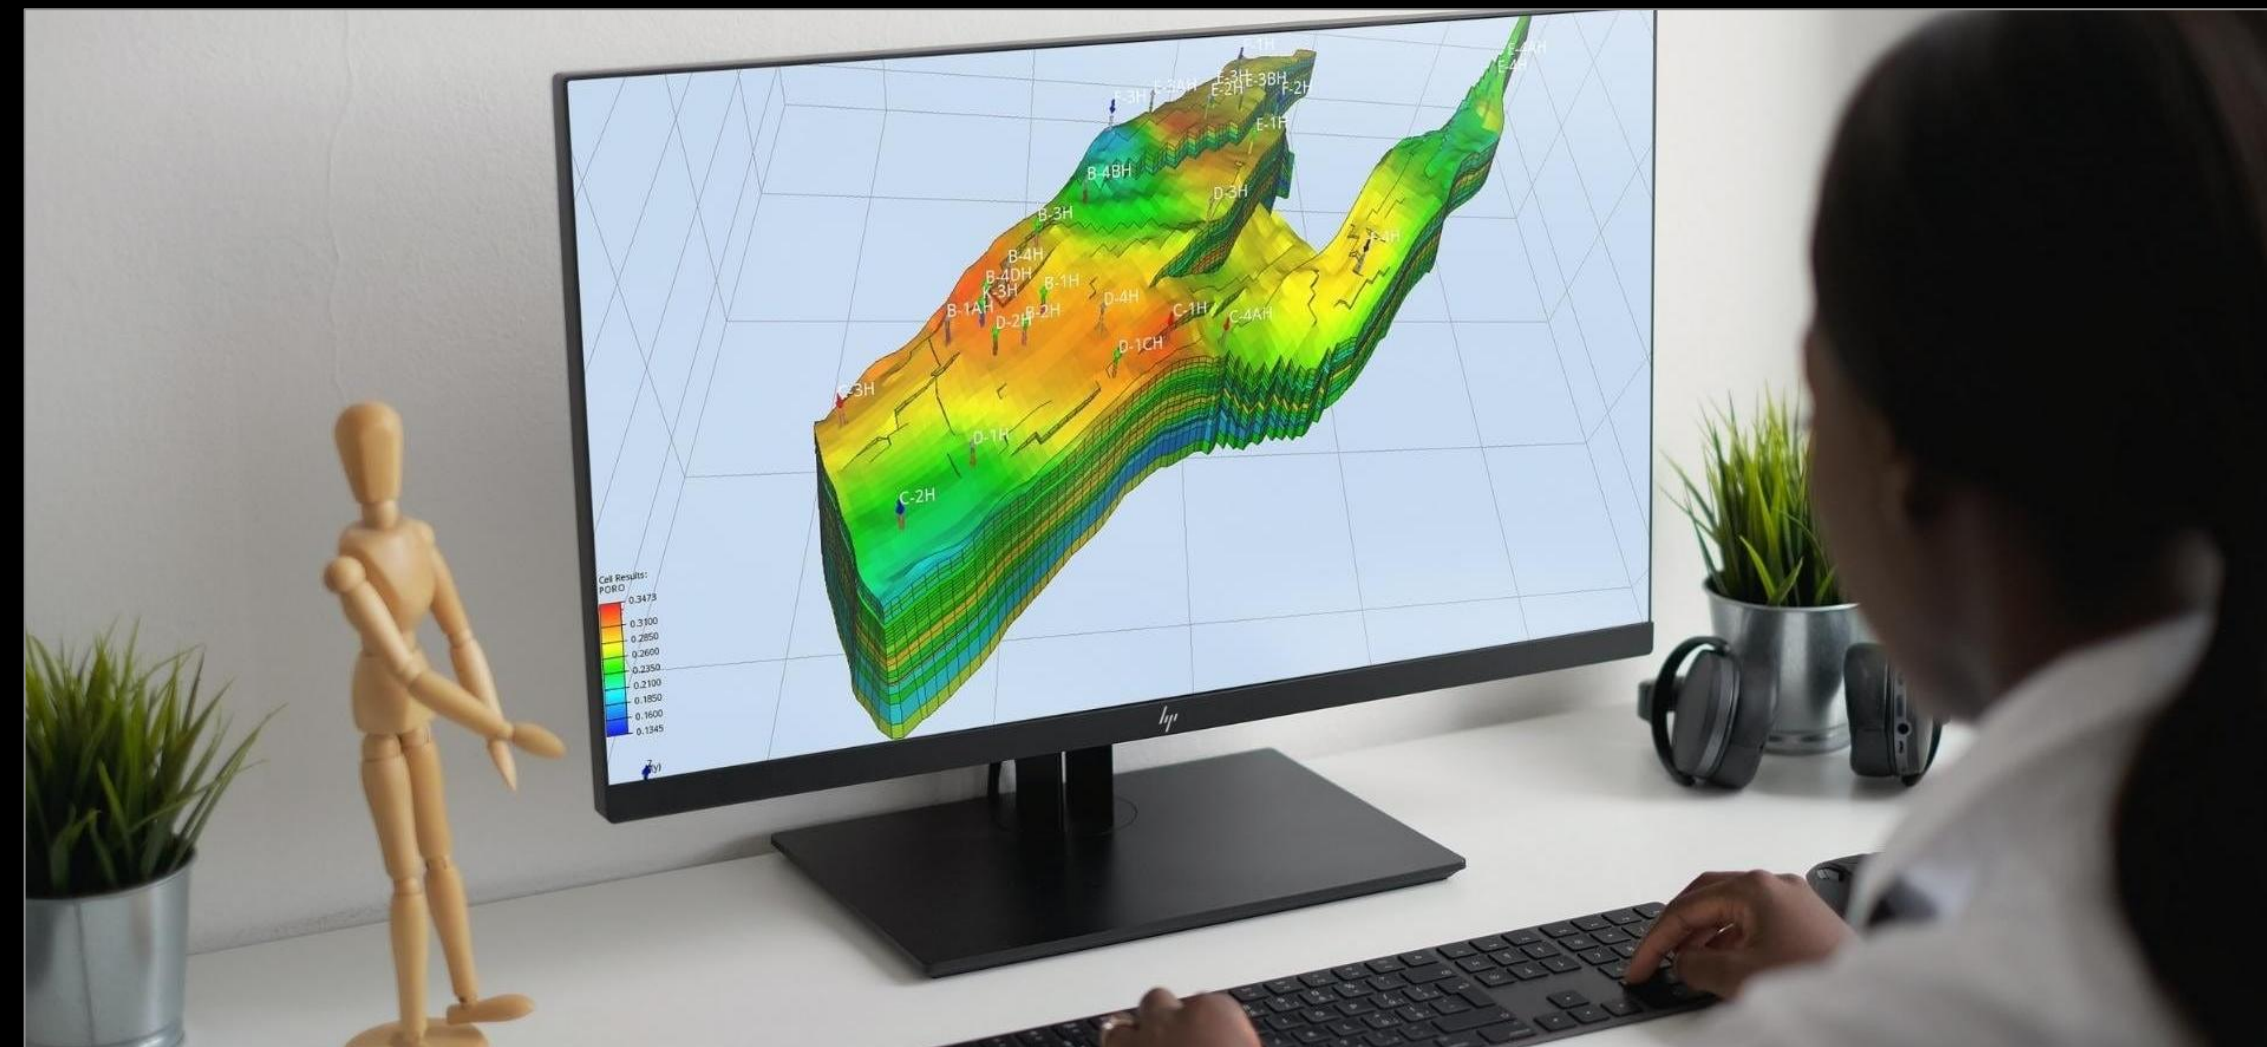 F-1H
E-4AH
E-4H
E-3H
E-3BH
E-3AH
E-2H
F-2H
F-3H
E-1H
B-4BH
D-3H
B-3H
B-4H
B-4DH
B-1H
K-3H
D-4H
B-1AH
B-2H
D-2H
C-1H
C-4AH
D-1CH
C-3H
D-1H
C-2H
Cell Results:
PORO
0.3473
0.3100
0.2850
0.2600
0.2350
0.2100
0.1850
0.1600
0.1345
Z
hp